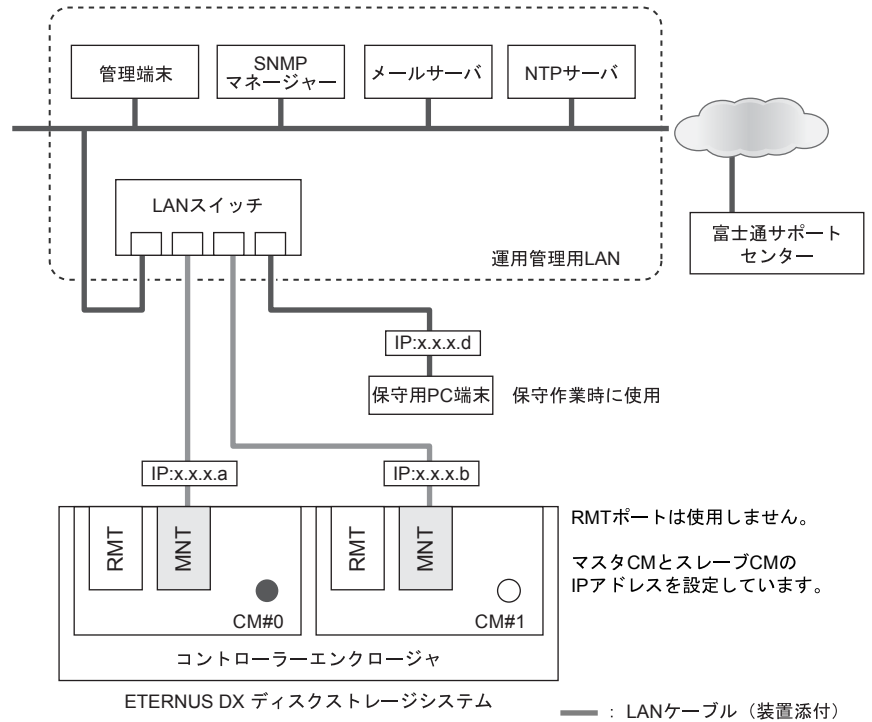 管理端末
SNMP
マネージャー
メールサーバ
NTPサーバ
LANスイッチ
運用管理用LAN
富士通サポート
センター
IP:x.x.x.d
保守用PC端末
保守作業時に使用
IP:x.x.x.a
IP:x.x.x.b
RMT
MNT
CM#0
RMT
MNT
CM#1
RMTポートは使用しません。
マスタCMとスレーブCMの
IPアドレスを設定しています。
コントローラーエンクロージャ
ETERNUS DX ディスクストレージシステム
: LANケーブル（装置添付）